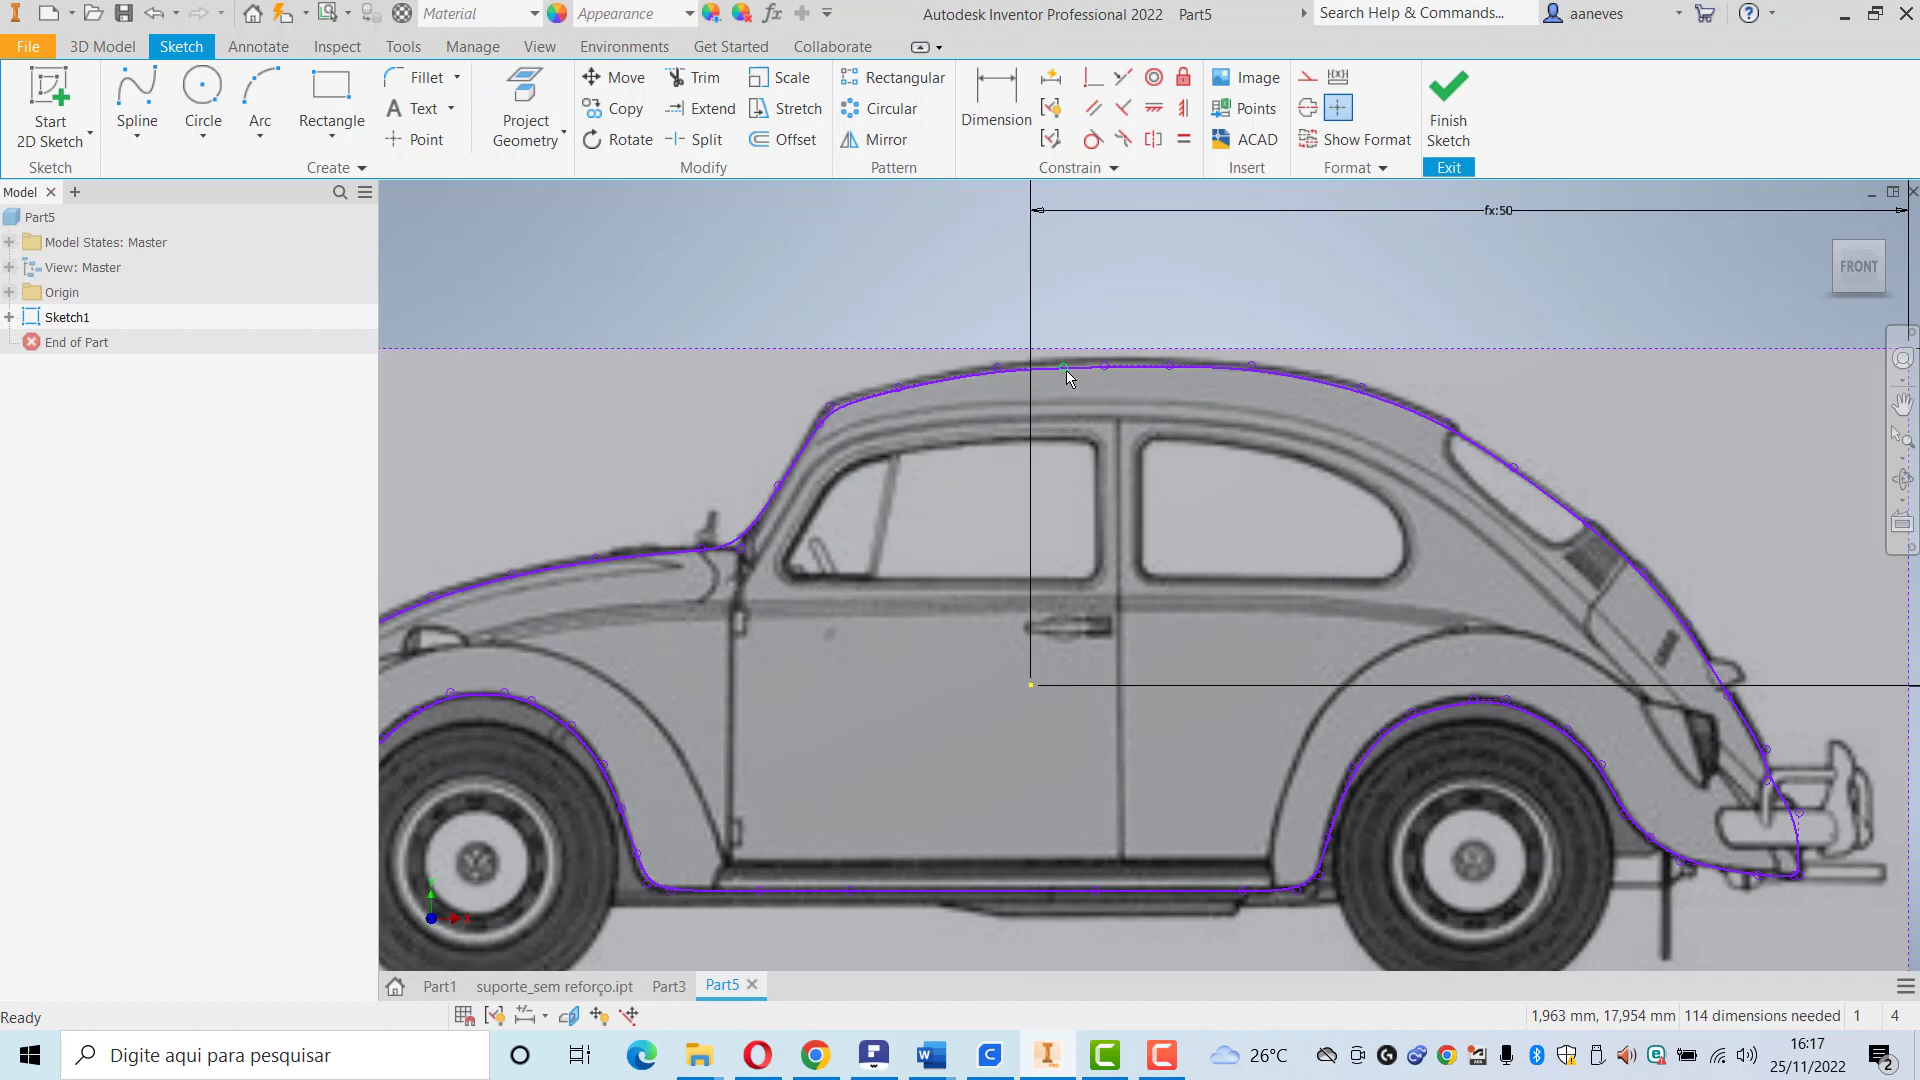 Material
Appearance
Autodesk Inventor Professional 2022 Part5
Search Help & Commands...
aaneves
File
3D Model
Sketch
Annotate
Inspect
Tools
Manage
View
Environments
Get Started
Collaborate
Start
2D Sketch
Spline
Circle
Arc
Rectangle
Fillet
Text
Point
Project
Geometry
Move
Copy
Rotate
Trim
Extend
Split
Scale
Stretch
Offset
Rectangular
Circular
Mirror
Dimension
Image
Points
ACAD
Show Format
Finish
Sketch
Sketch
Create
Modify
Pattern
Constrain
Insert
Format
Exit
Model
Part5
Model States: Master
View: Master
Origin
Sketch1
End of Part
fx:50
FRONT
x
Part1
suporte_sem reforço.ipt
Part3
Part5
Ready
1,963 mm, 17,954 mm
114 dimensions needed
1
4
Digite aqui para pesquisar
26°C
16:17
25/11/2022
2